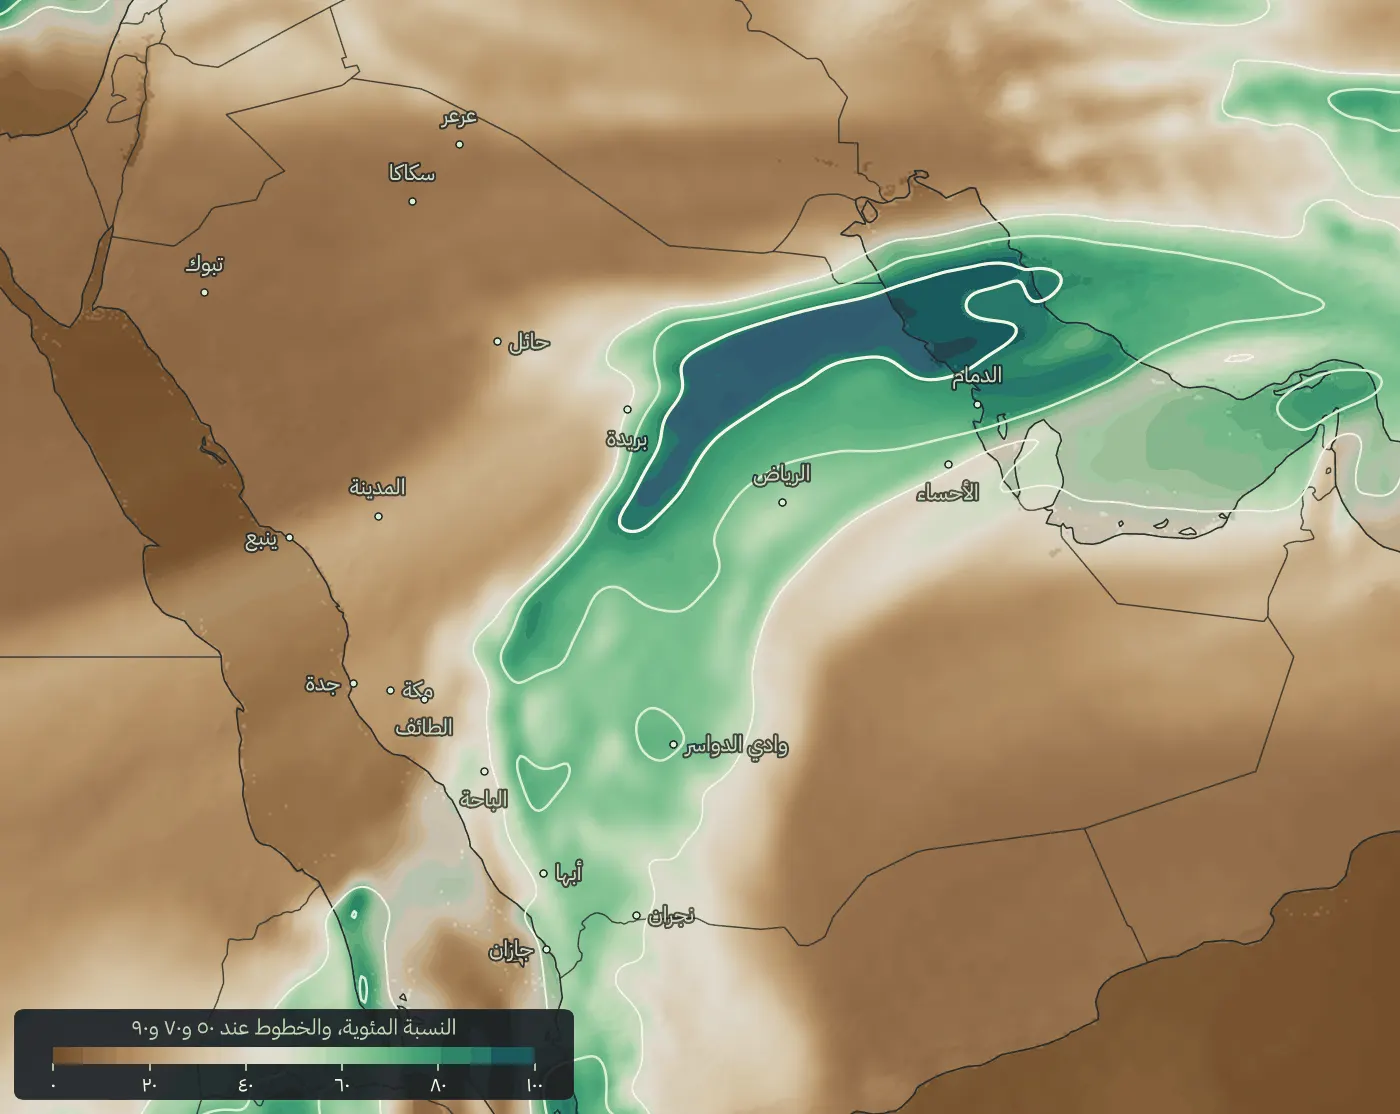 عرعر
سكاكا
تبوك
حائل
الدمام
بريدة
الرياض
المدينة
الأحساء
ينبع
جدة
مكة
الطائف
وادي الدواسر
الباحة
أبها
نجران
جازان
النسبة المئوية، والخطوط عند ٥٠ و٧٠ و٩٠
٠ ٢٠ ٤٠ ٦٠ ٨٠ ١٠٠